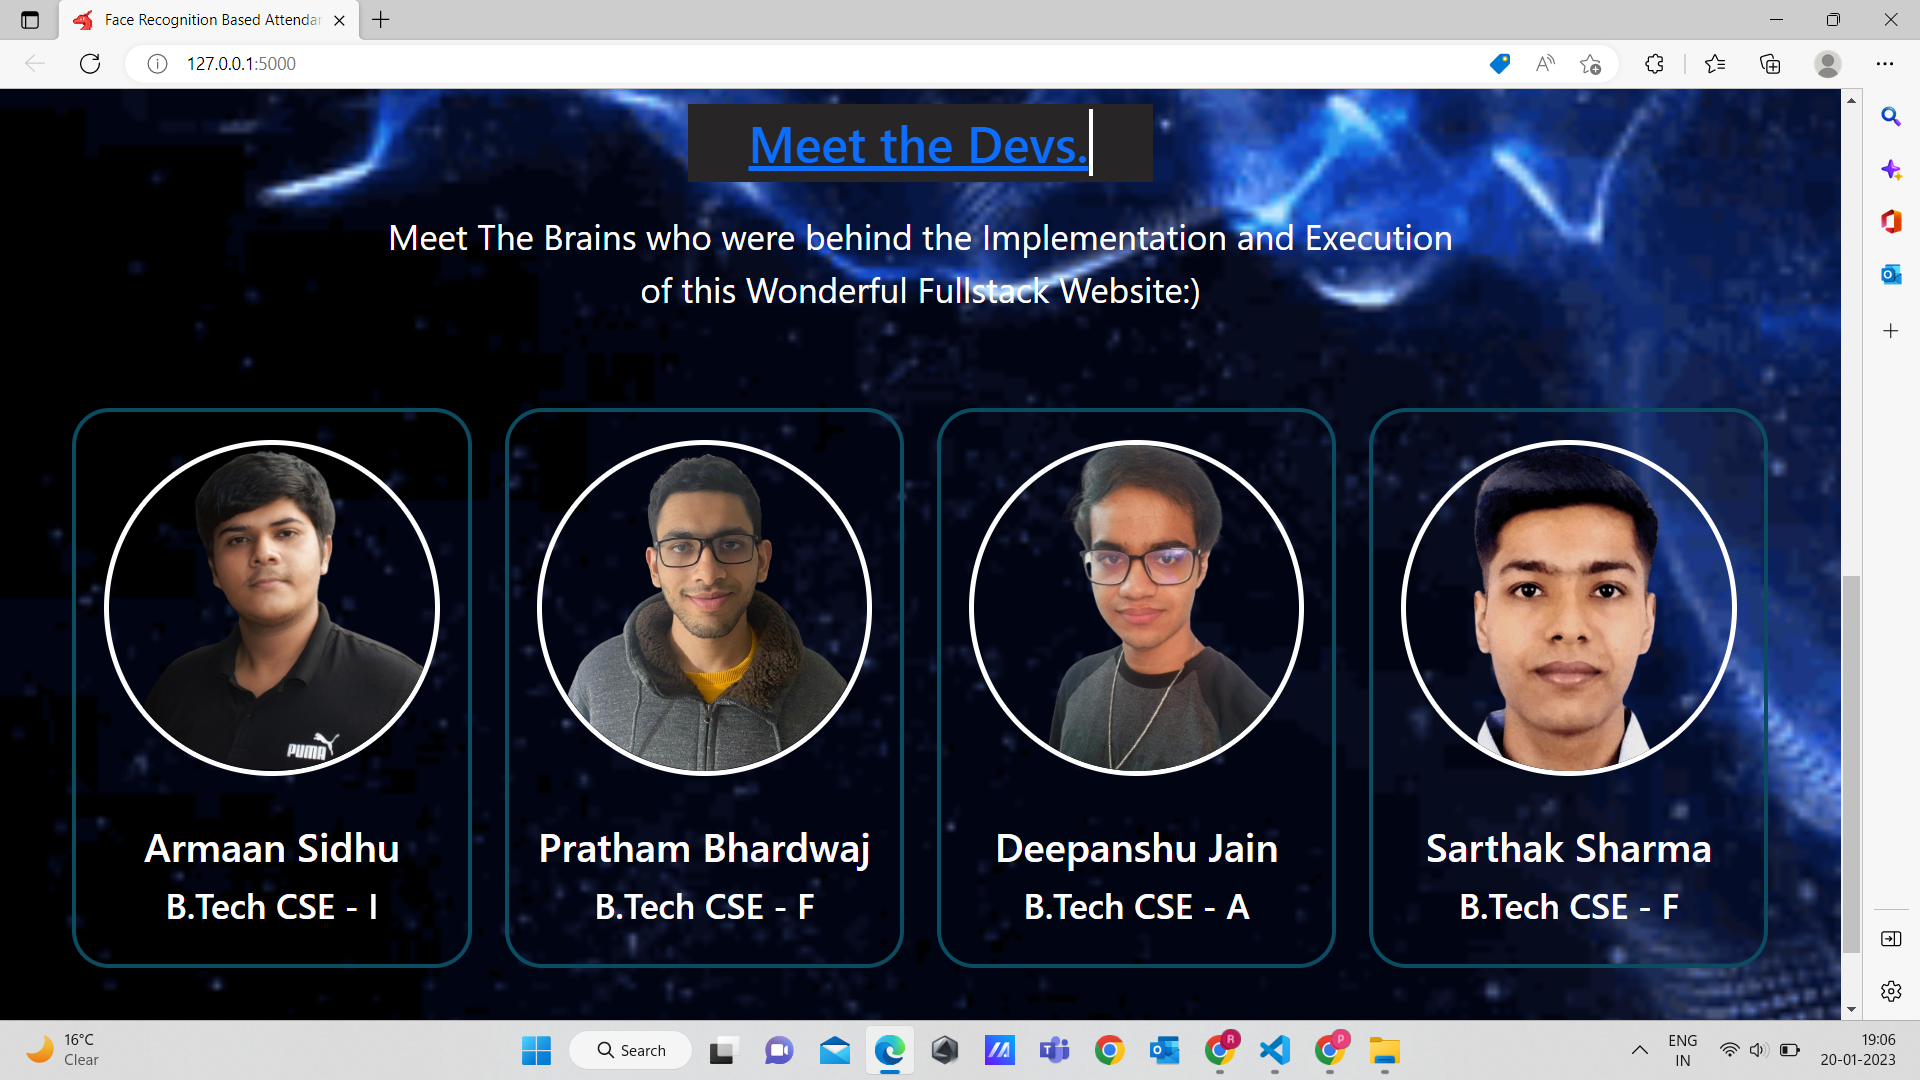 Face Recognition Based Attendar
127.0.0.1:5000
Meet the Devs.
Meet The Brains who were behind the Implementation and Execution
of this Wonderful Fullstack Website:)
PUMA
Armaan Sidhu
B.Tech CSE - I
Pratham Bhardwaj
B.Tech CSE - F
Deepanshu Jain
B.Tech CSE - A
Sarthak Sharma
B.Tech CSE - F
16°C
Clear
Search
R
P
ENG
IN
19:06
20-01-2023